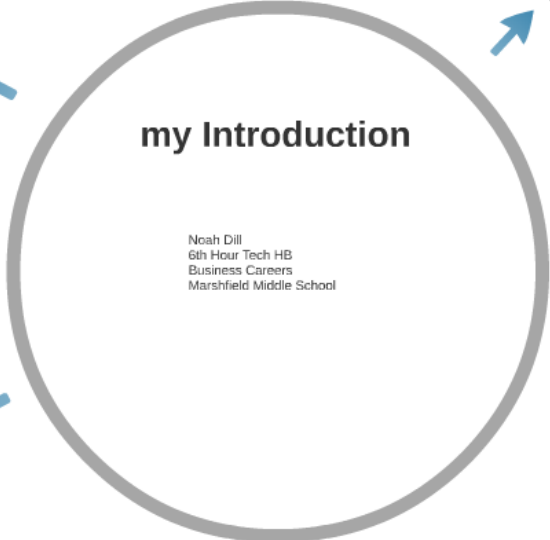 my Introduction
Noah Dill
6th Hour Tech HB
Business Careers
Marshfield Middle School